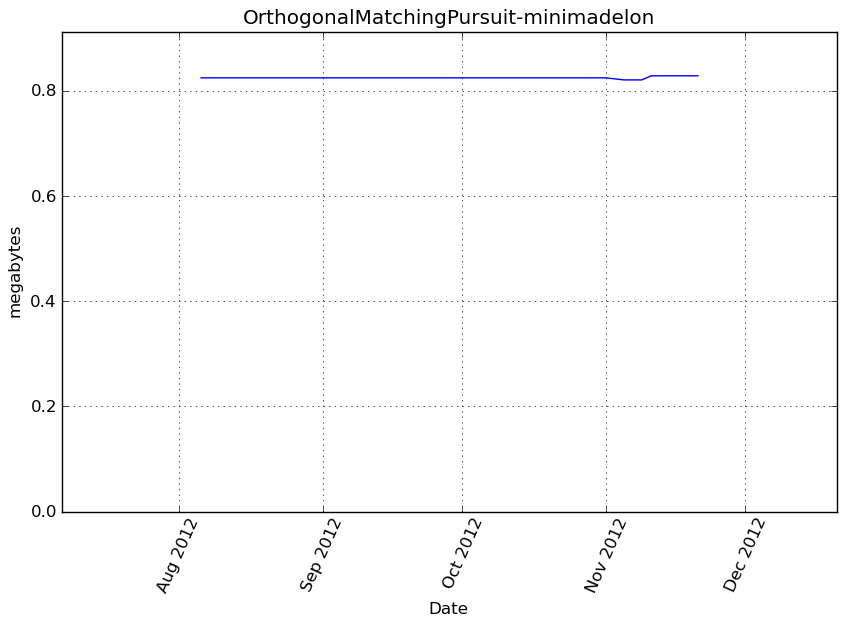 OrthogonalMatchingPursuit-minimadelon
megabytes
0.8
0.6
0.4
0.2
0.0
Aug 2012
Sep 2012
Oct 2012
Nov 2012
Dec 2012
Date